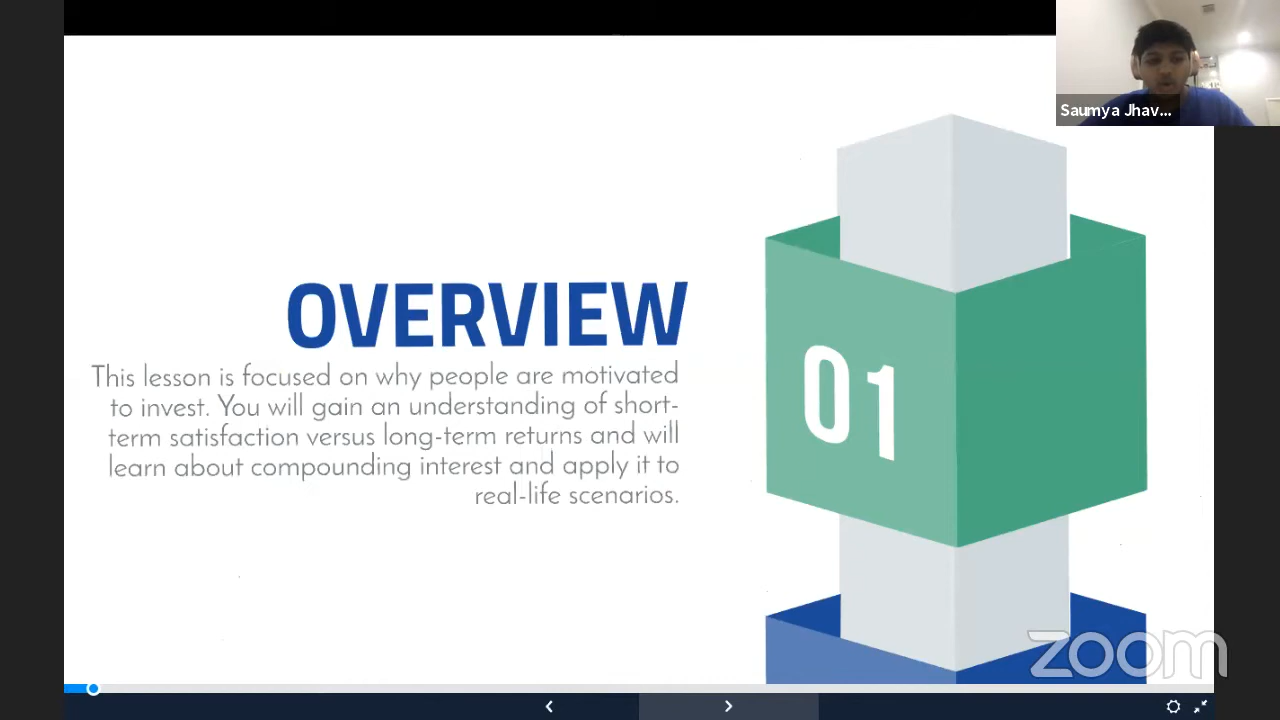 Saumya Jhav...
OVERVIEW
This lesson is focused on why people are motivated
to invest. You will gain an understanding of short-
term satisfaction versus long-term returns and will
learn about compounding interest and apply it to
real-life scenarios.
01
zoom